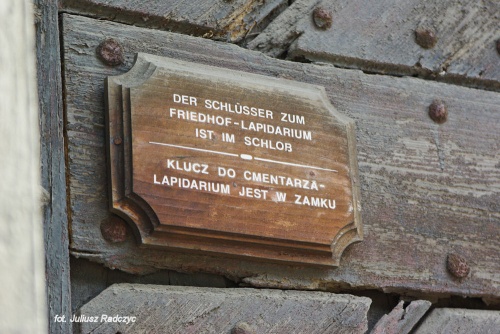 DER SCHLÜSSER ZUM
FRIEDHOF-LAPIDARIUM
IST IM SCHLOß
KLUCZ DO CMENTARZA-
LAPIDARIUM JEST W ZAMKU
fot. Juliusz Radczyc